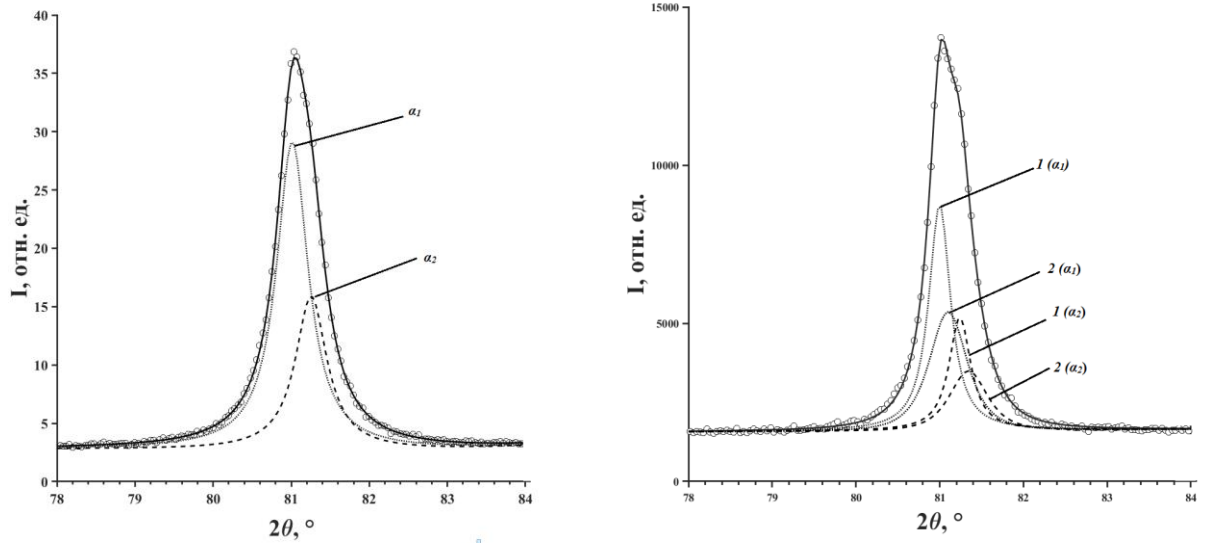 40
35
30
25
20
15
10
5
0
I, отн. ед.
α₁
α₂
78 79 80 81 82 83 84
2θ, °
15000
10000
5000
0
I, отн. ед.
1 (α₁)
2 (α₁)
1 (α₂)
2 (α₂)
78 79 80 81 82 83 84
2θ, °